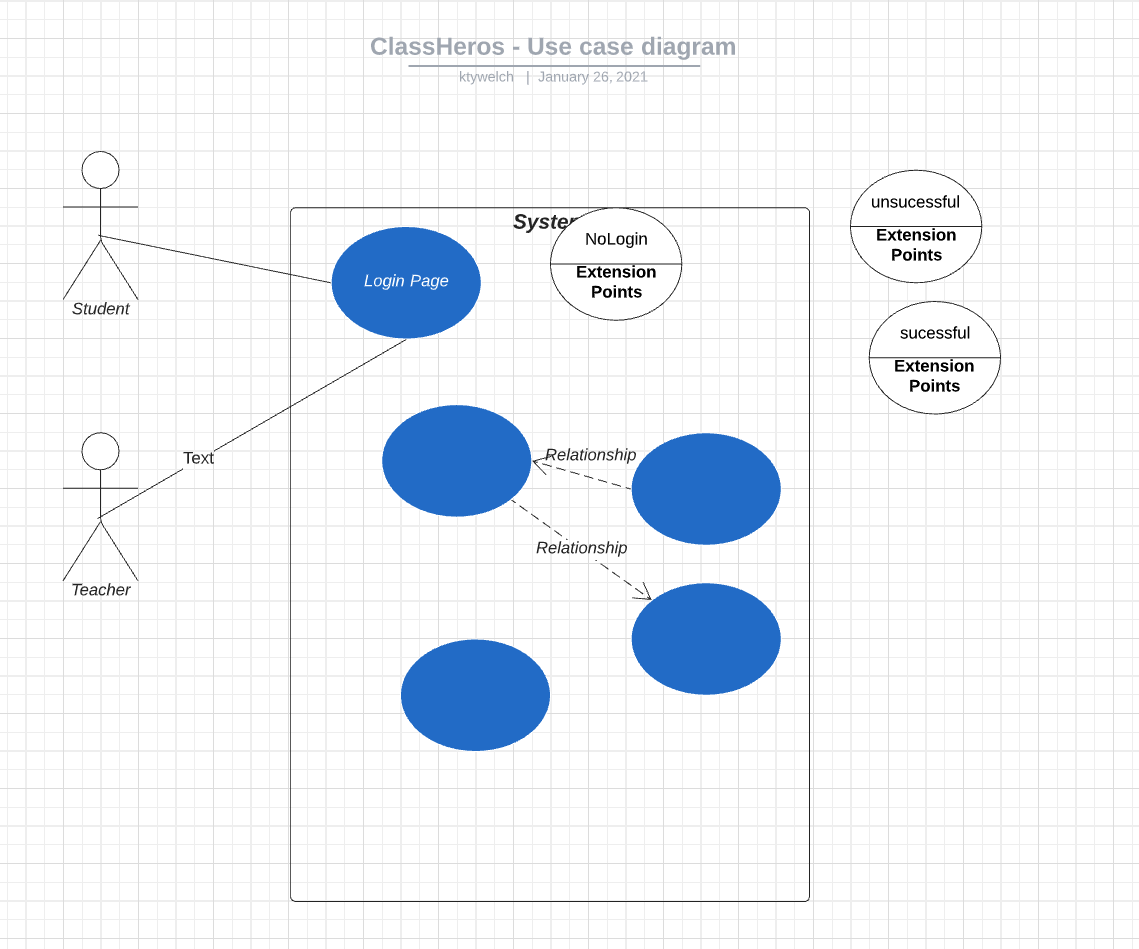 ClassHeros - Use case diagram
ktywelch | January 26, 2021
unsucessful
Extension
Points
Syste
NoLogin
Extension
Points
Login Page
Student
sucessful
Extension
Points
Text
Relationship
Relationship
Teacher